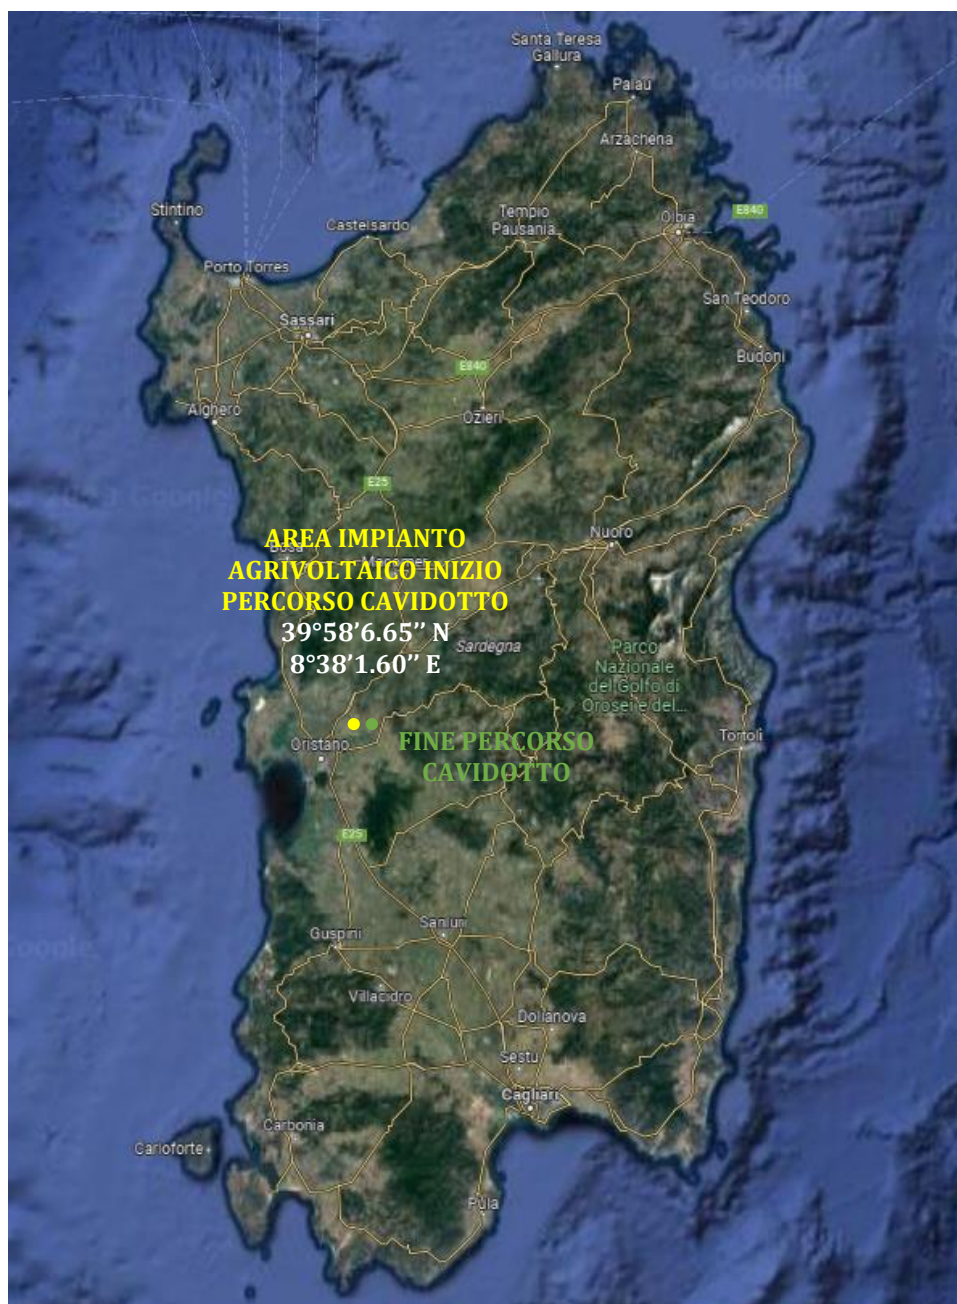 Santa Teresa
Gallura
Palau
Arzachena
Stintino
Castelsardo
Tempio
Pausania
Olbia
E840
Porto Torres
San Teodoro
Sassari
Budoni
E840
Alghero
Ozieri
E25
Nuoro
AREA IMPIANTO
Bosa
Macomer
AGRIVOLTAICO INIZIO
PERCORSO CAVIDOTTO
39°58’6.65’’ N
8°38’1.60’’ E
Sardegna
Parco
Nazionale
del Golfo di
Orosei e del...
Oristano
FINE PERCORSO
CAVIDOTTO
Tortolì
E25
Sanluri
Guspini
Villacidro
Dolianova
Sestu
Cagliari
Carbonia
Carloforte
Pula